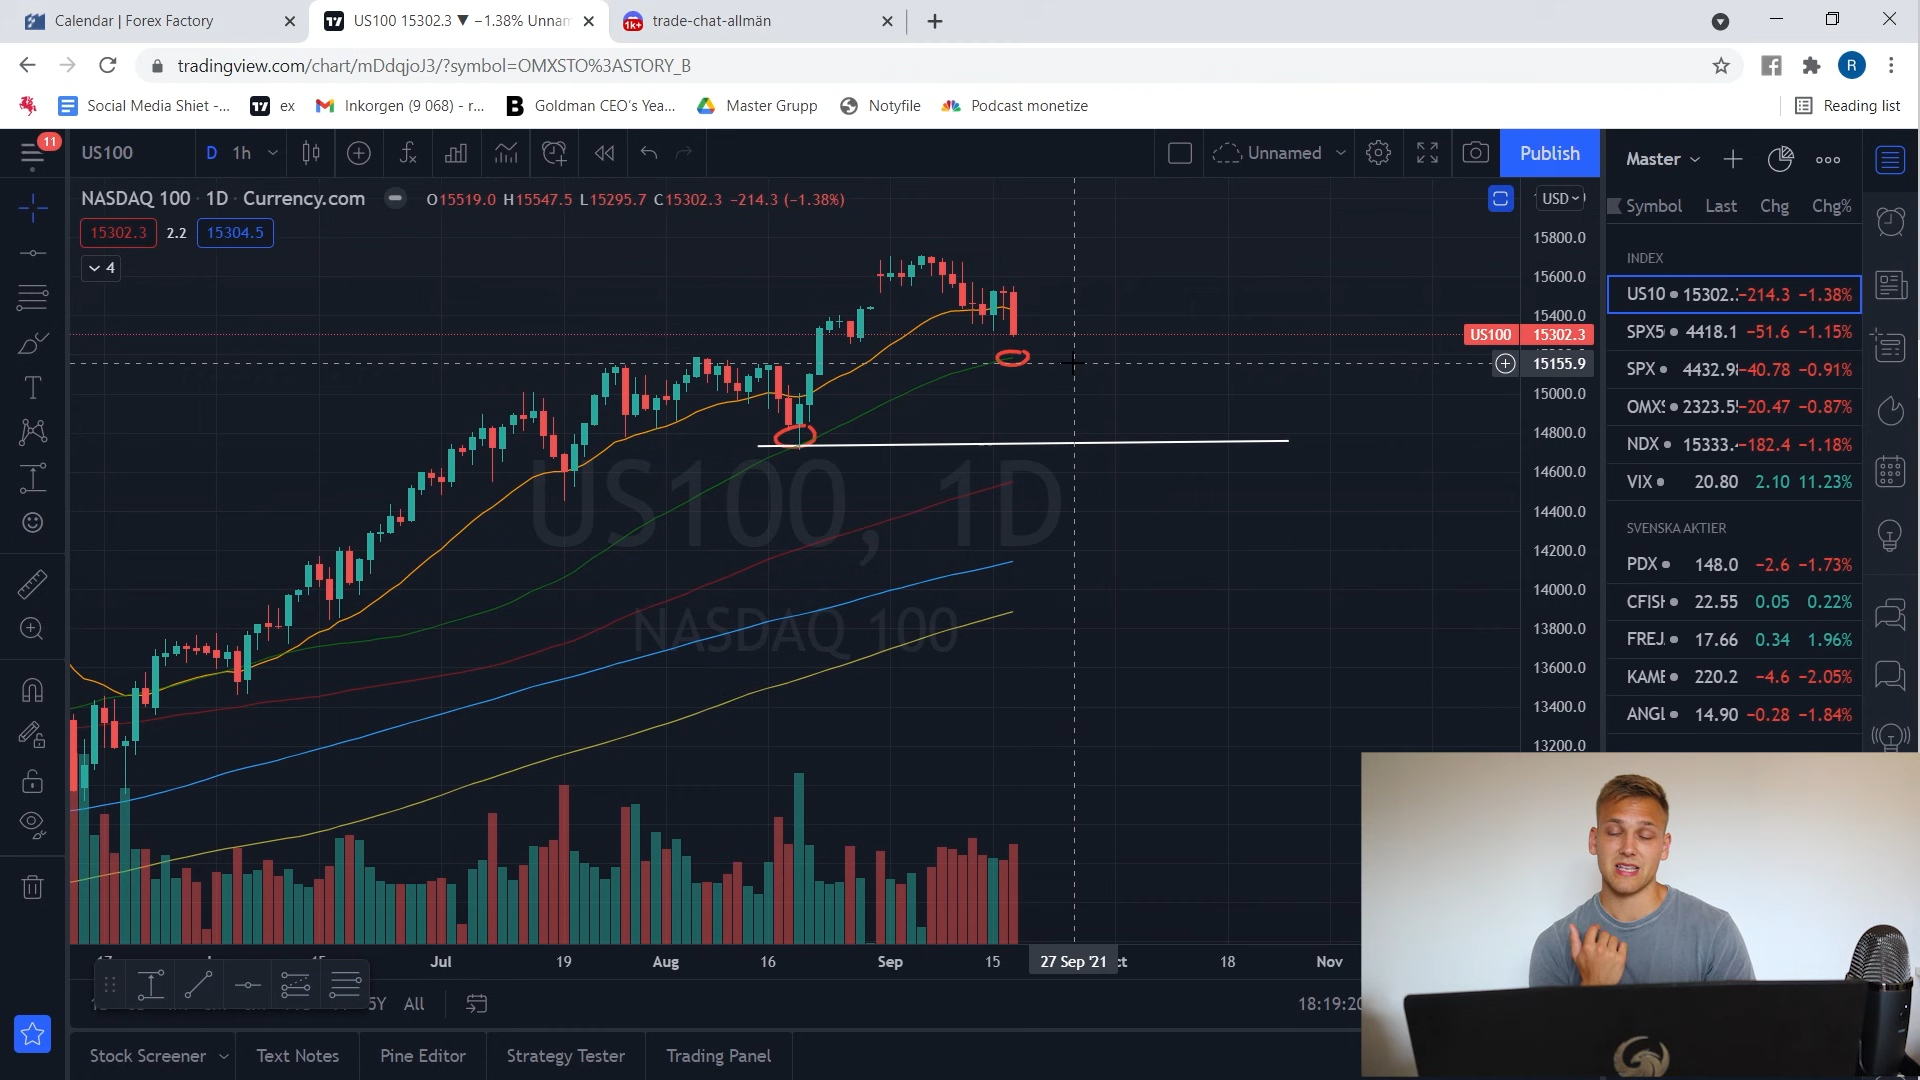 Calendar | Forex Factory
US100 15302.3 ▼ −1.38% Unnam
trade-chat-allmän
tradingview.com/chart/mDdqjoJ3/?symbol=OMXSTO%3ASTORY_B
R
Social Media Shiet -...
ex
Inkorgen (9 068) - r...
Goldman CEO's Yea...
Master Grupp
Notyfile
Podcast monetize
Reading list
11
US100
D 1h
Unnamed
Publish
Master
NASDAQ 100 · 1D · Currency.com
O15519.0 H15547.5 L15295.7 C15302.3 −214.3 (−1.38%)
USD
Symbol Last Chg Chg%
15302.3 2.2 15304.5
4
15800.0
15600.0
15400.0
US100 15302.3
15155.9
15000.0
14800.0
14600.0
14400.0
14200.0
14000.0
13800.0
13600.0
13400.0
13200.0
US100, 1D
NASDAQ 100
INDEX
US10 15302. −214.3 −1.38%
SPX5 4418.1 −51.6 −1.15%
SPX 4432.98 −40.78 −0.91%
OMXS 2323.5 −20.47 −0.87%
NDX 15333. −182.4 −1.18%
VIX 20.80 2.10 11.23%
SVENSKA AKTIER
PDX 148.0 −2.6 −1.73%
CFISH 22.55 0.05 0.22%
FREJ. 17.66 0.34 1.96%
KAME 220.2 −4.6 −2.05%
ANGL 14.90 −0.28 −1.84%
Jul 19 Aug 16 Sep 15 27 Sep '21 ct 18 Nov
5Y All
18:19:20
Stock Screener
Text Notes
Pine Editor
Strategy Tester
Trading Panel